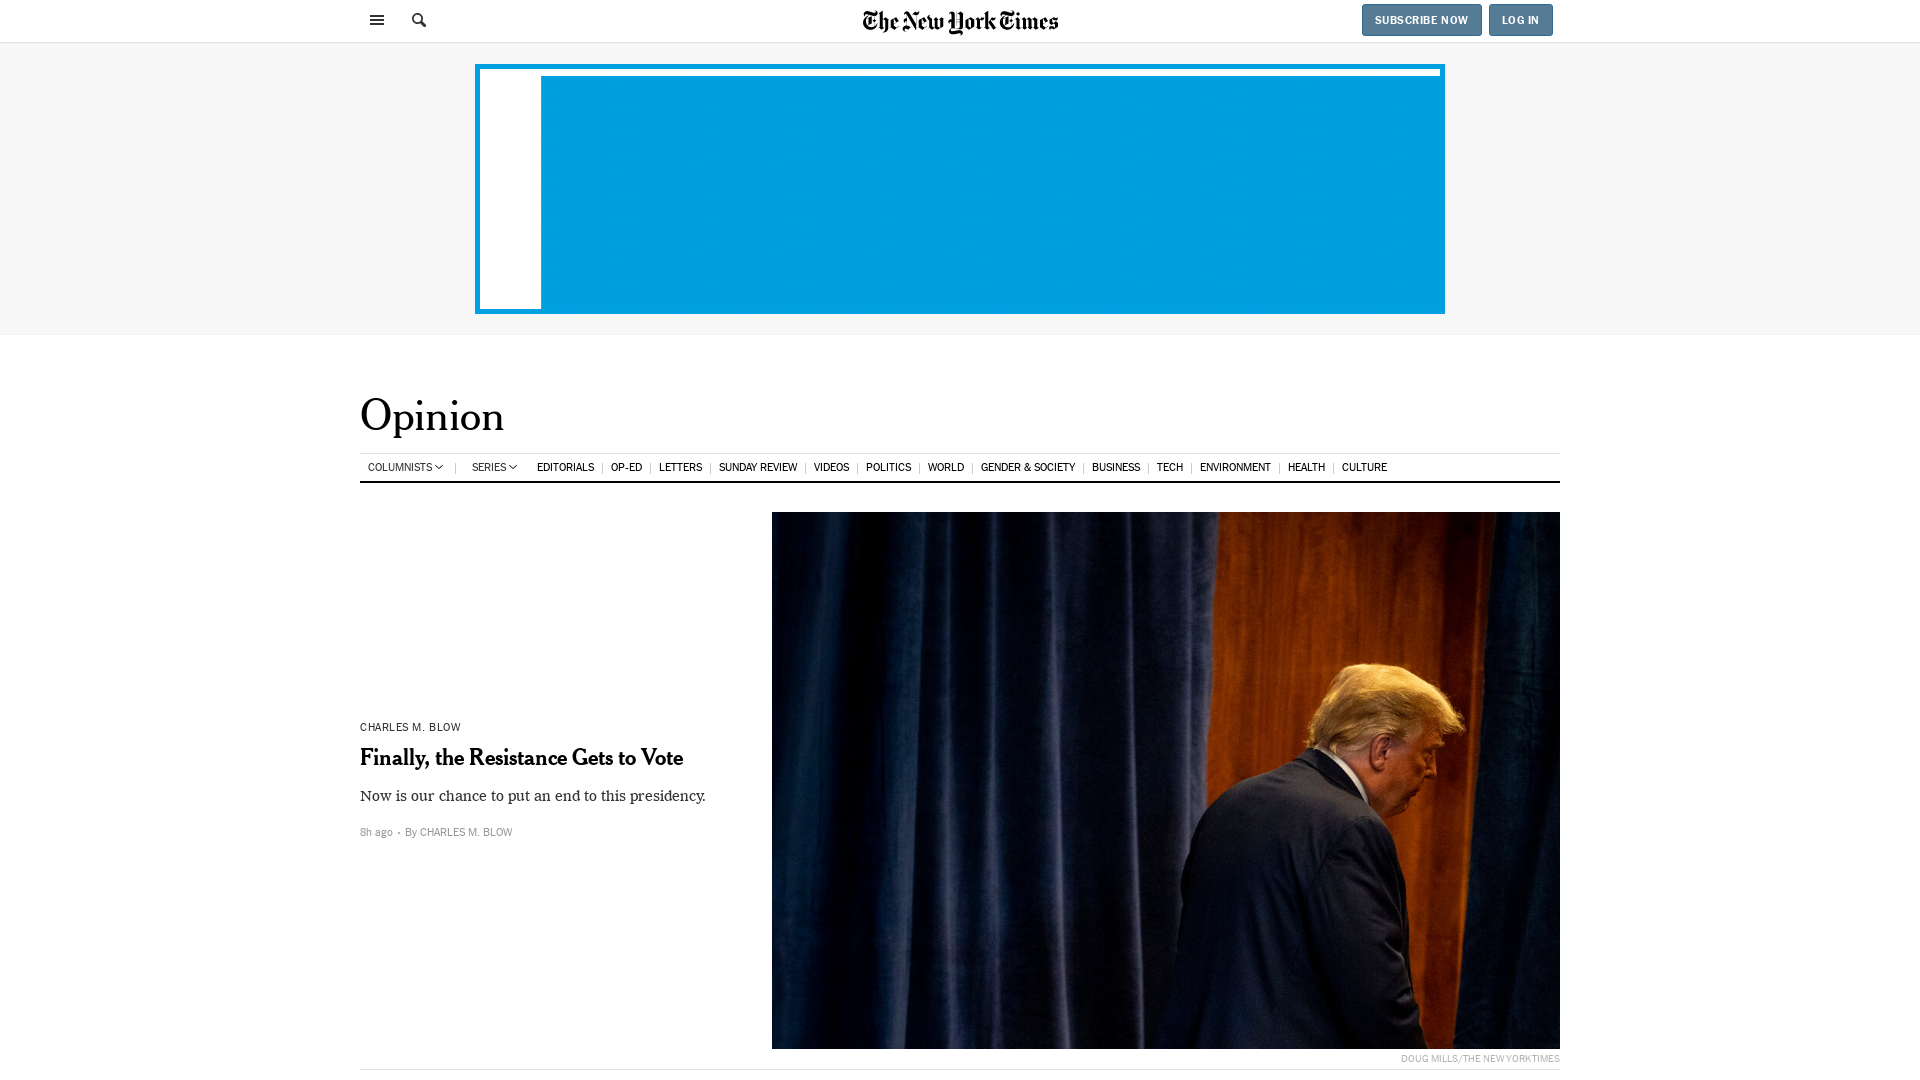 The New York Times
SUBSCRIBE NOW
LOG IN
Opinion
COLUMNISTS
SERIES
EDITORIALS
OP-ED
LETTERS
SUNDAY REVIEW
VIDEOS
POLITICS
WORLD
GENDER & SOCIETY
BUSINESS
TECH
ENVIRONMENT
HEALTH
CULTURE
CHARLES M. BLOW
Finally, the Resistance Gets to Vote
Now is our chance to put an end to this presidency.
8h ago · By CHARLES M. BLOW
DOUG MILLS/THE NEW YORK TIMES